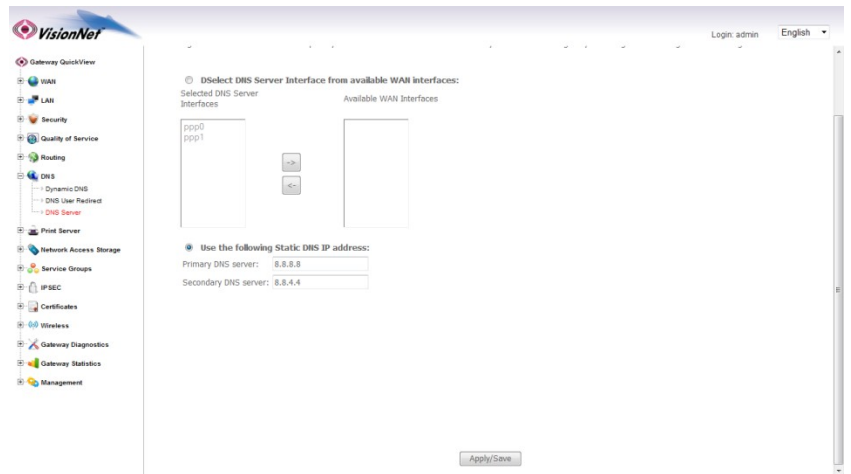 VisionNet
Login: admin
English
Gateway QuickView
WAN
LAN
Security
Quality of Service
Routing
DNS
Dynamic DNS
DNS User Redirect
DNS Server
Print Server
Network Access Storage
Service Groups
IPSEC
Certificates
Wireless
Gateway Diagnostics
Gateway Statistics
Management
DSelect DNS Server Interface from available WAN interfaces:
Selected DNS Server
Interfaces
Available WAN Interfaces
ppp0
ppp1
->
<-
Use the following Static DNS IP address:
Primary DNS server: 8.8.8.8
Secondary DNS server: 8.8.4.4
Apply/Save